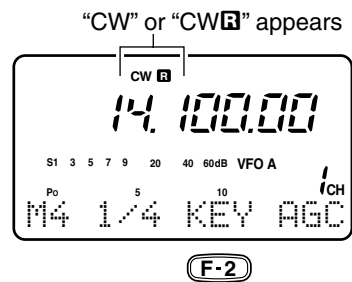 “CW” or “CWR” appears
CW R
14.100.00
S1 3 5 7 9 20 40 60dB VFO A
1CH
Po 5 10
M4 1/4 KEY AGC
F-2